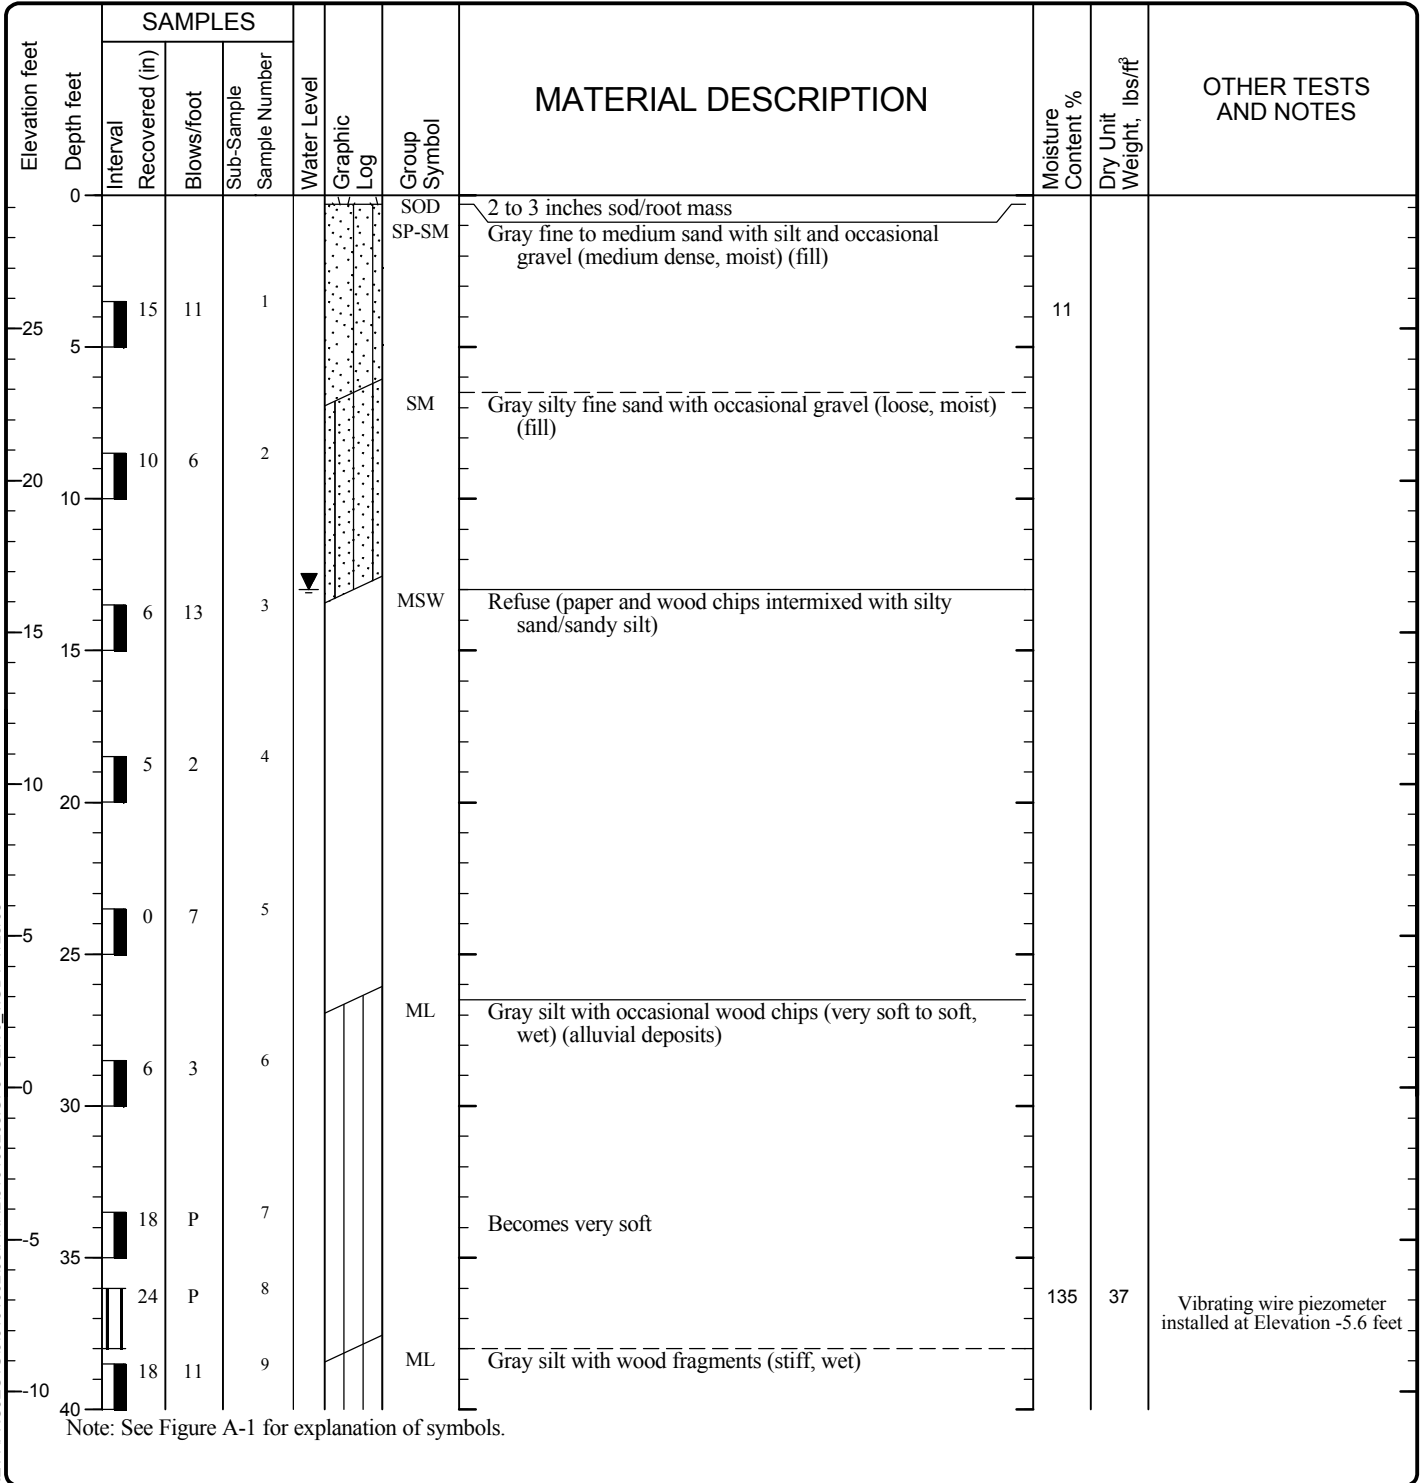 SAMPLES
Elevation feet
Depth feet
Interval
Recovered (in)
Blows/foot
Sub-Sample
Sample Number
Water Level
Graphic
Log
Group
Symbol
MATERIAL DESCRIPTION
Moisture
Content %
Dry Unit
Weight, lbs/ft³
OTHER TESTS
AND NOTES
0
SOD 2 to 3 inches sod/root mass
SP-SM Gray fine to medium sand with silt and occasional
gravel (medium dense, moist) (fill)
15 11 1 11
25
5
SM Gray silty fine sand with occasional gravel (loose, moist)
(fill)
10 6 2
20
10
MSW Refuse (paper and wood chips intermixed with silty
6 13 3
sand/sandy silt)
15
15
5 2 4
10
20
0 7 5
5
25
ML Gray silt with occasional wood chips (very soft to soft,
wet) (alluvial deposits)
6 3 6
0
30
18 P 7 Becomes very soft
-5
35
24 P 8 135 37 Vibrating wire piezometer
installed at Elevation -5.6 feet
ML Gray silt with wood fragments (stiff, wet)
18 11 9
-10
40
Note: See Figure A-1 for explanation of symbols.